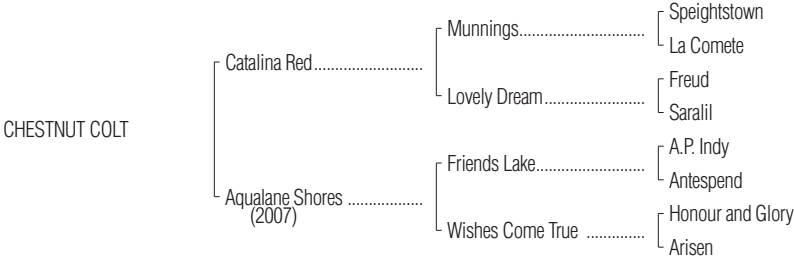 Speightstown
Munnings..............................
La Comete
Catalina Red..........................
Freud
Lovely Dream........................
Saralil
CHESTNUT COLT
A.P. Indy
Friends Lake..........................
Antespend
Aqualane Shores ..................
(2007)
Honour and Glory
Wishes Come True ..............
Arisen